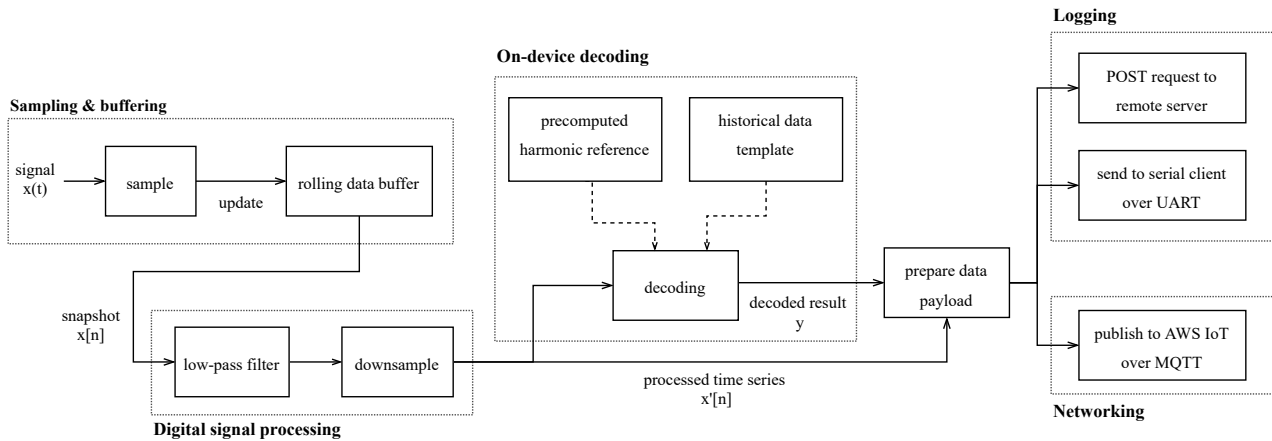 Logging
On-device decoding
POST request to
remote server
Sampling & buffering
precomputed
harmonic reference
historical data
template
signal
x(t)
sample
update
rolling data buffer
send to serial client
over UART
decoding
decoded result
y
prepare data
payload
snapshot
x[n]
low-pass filter
downsample
processed time series
x'[n]
publish to AWS IoT
over MQTT
Digital signal processing
Networking